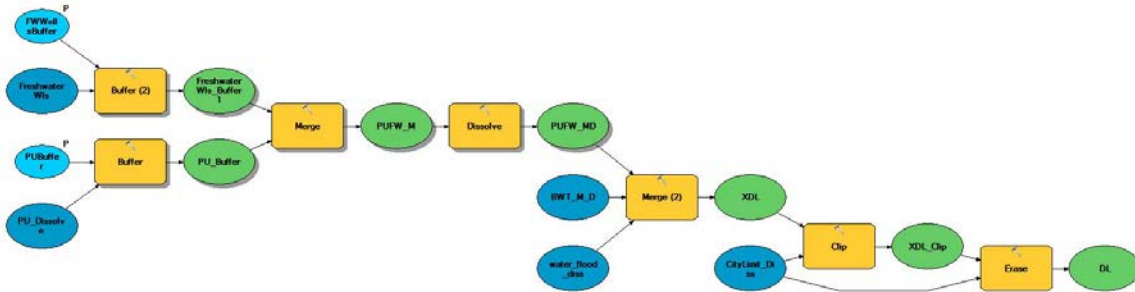 P
FWWell
sBuffer
Freshwater
Wls
Buffer (2)
Freshwater
Wls_Buffer
1
P
PUBuffe
r
Buffer
PU_Buffer
PU_Dissolv
e
Merge
PUFW_M
Dissolve
PUFW_MD
BWT_M_D
Merge (2)
XDL
water_flood
_diss
Clip
XDL_Clip
CityLimit_Di
ss
Erase
DL